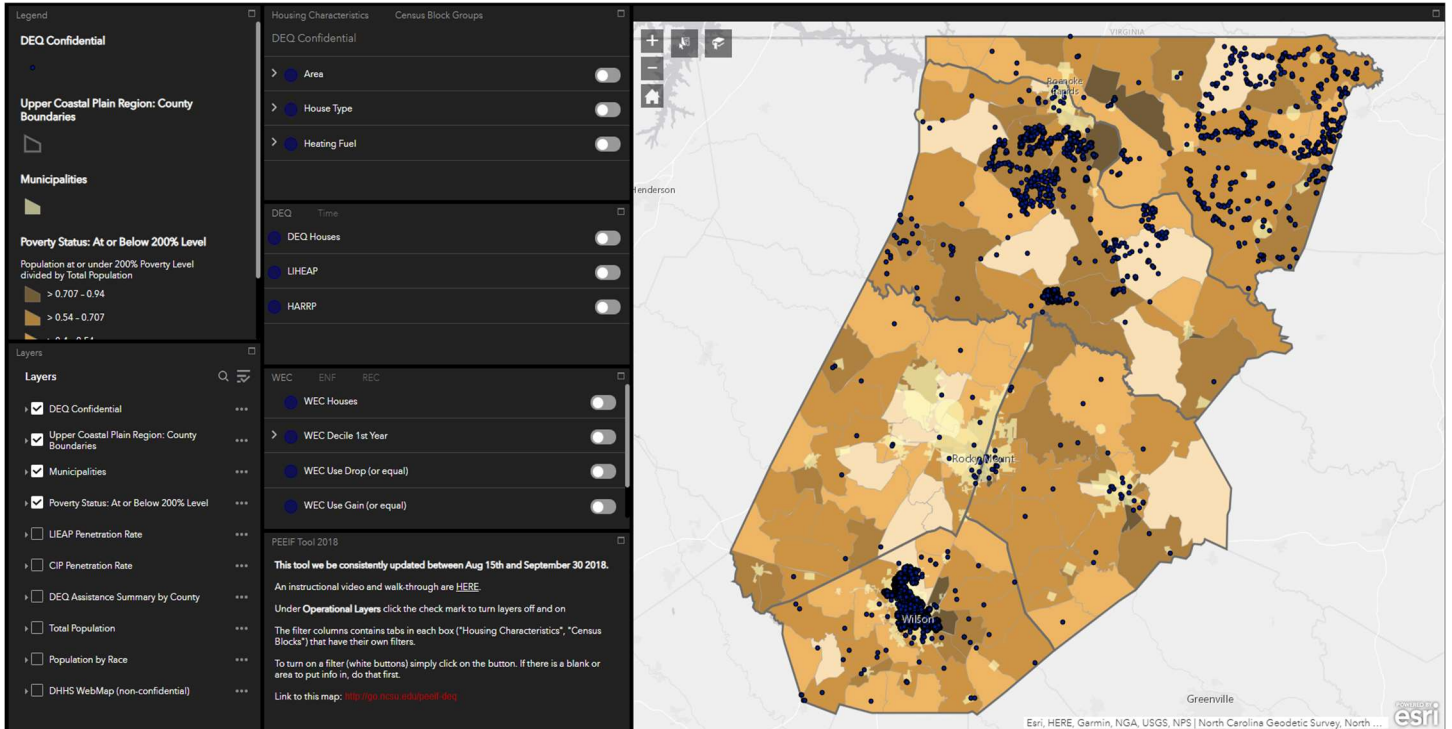 Legend
DEQ Confidential
Upper Coastal Plain Region: County
Boundaries
Municipalities
Poverty Status: At or Below 200% Level
Population at or under 200% Poverty Level
divided by Total Population
> 0.707 - 0.94
> 0.54 - 0.707
Layers
Layers
DEQ Confidential
Upper Coastal Plain Region: County
Boundaries
Municipalities
Poverty Status: At or Below 200% Level
LIEAP Penetration Rate
CIP Penetration Rate
DEQ Assistance Summary by County
Total Population
Population by Race
DHHS WebMap (non-confidential)
Housing Characteristics Census Block Groups
DEQ Confidential
Area
House Type
Heating Fuel
DEQ Time
DEQ Houses
LIHEAP
HARRP
WEC ENF REC
WEC Houses
WEC Decile 1st Year
WEC Use Drop (or equal)
WEC Use Gain (or equal)
PEEIF Tool 2018
This tool we be consistently updated between Aug 15th and September 30 2018.
An instructional video and walk-through are HERE.
Under Operational Layers click the check mark to turn layers off and on
The filter columns contains tabs in each box ("Housing Characteristics", "Census
Blocks") that have their own filters.
To turn on a filter (white buttons) simply click on the button. If there is a blank or
area to put info in, do that first.
Link to this map: http://go.ncsu.edu/peeif-deq
VIRGINIA
Roanoke
Rapids
Henderson
Rocky Mount
Wilson
Greenville
Esri, HERE, Garmin, NGA, USGS, NPS | North Carolina Geodetic Survey, North ...
POWERED BY
esri